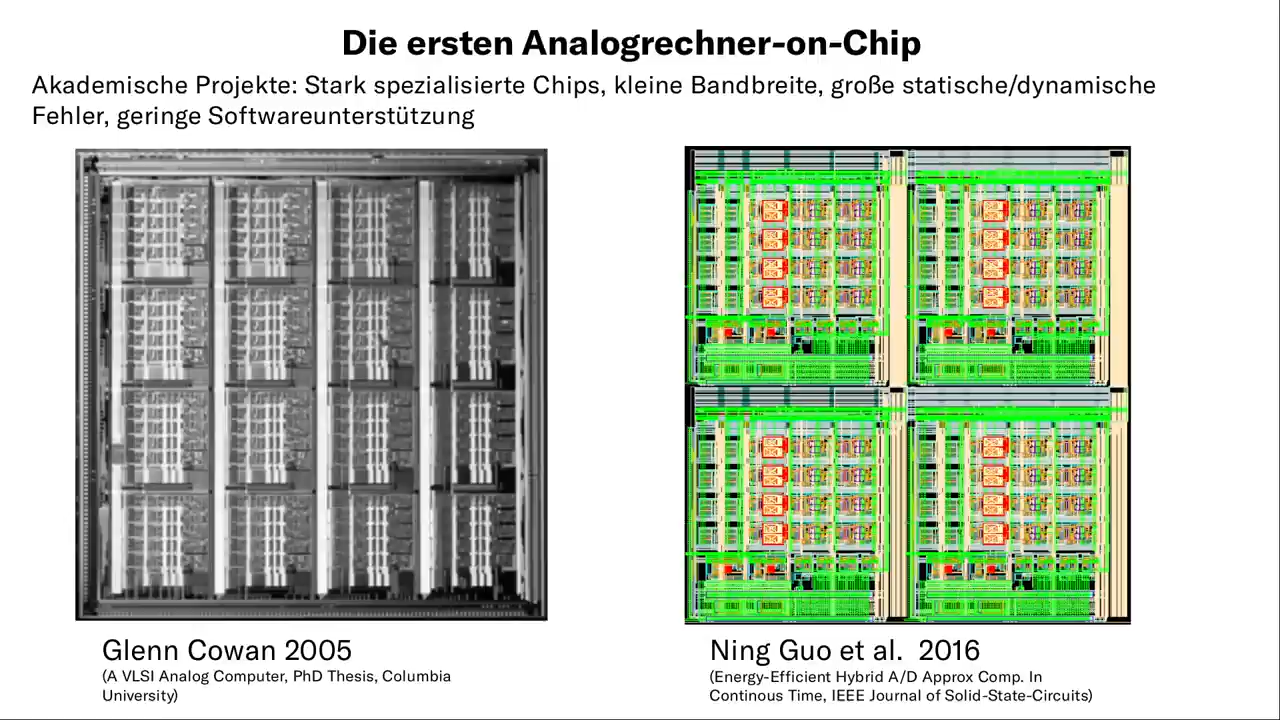 Die ersten Analogrechner-on-Chip
Akademische Projekte: Stark spezialisierte Chips, kleine Bandbreite, große statische/dynamische
Fehler, geringe Softwareunterstützung
Glenn Cowan 2005
(A VLSI Analog Computer, PhD Thesis, Columbia
University)
Ning Guo et al. 2016
(Energy-Efficient Hybrid A/D Approx Comp. In
Continous Time, IEEE Journal of Solid-State-Circuits)